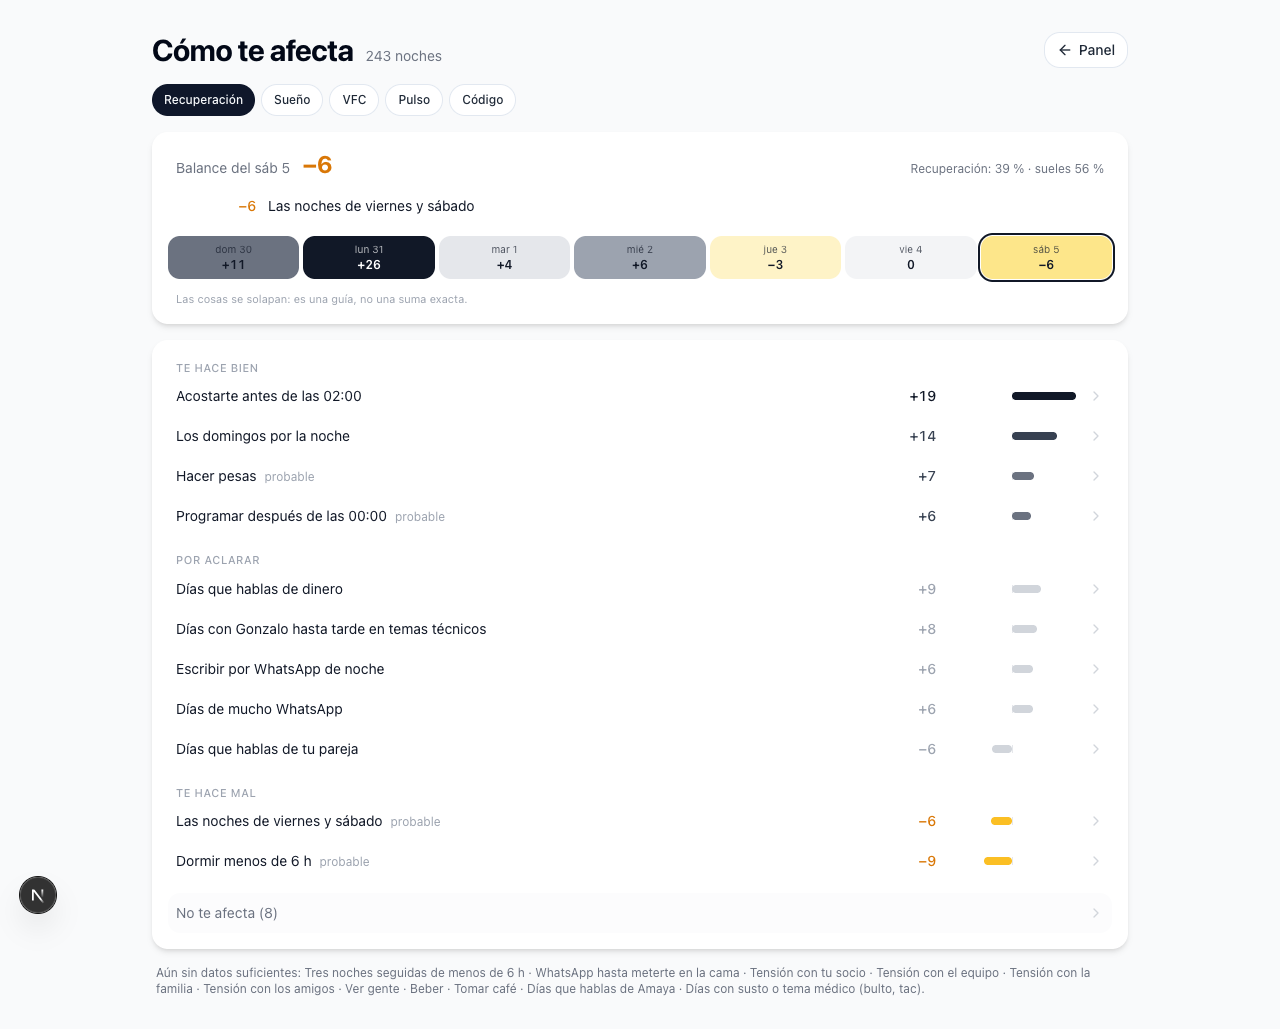 Cómo te afecta 243 noches
← Panel
Recuperación Sueño VFC Pulso Código
Balance del sáb 5 −6
Recuperación: 39 % · sueles 56 %
−6 Las noches de viernes y sábado
dom 30 lun 31 mar 1 mié 2 jue 3 vie 4 sáb 5
+11 +26 +4 +6 −3 0 −6
Las cosas se solapan: es una guía, no una suma exacta.
TE HACE BIEN
Acostarte antes de las 02:00 +19
Los domingos por la noche +14
Hacer pesas probable +7
Programar después de las 00:00 probable +6
POR ACLARAR
Días que hablas de dinero +9
Días con Gonzalo hasta tarde en temas técnicos +8
Escribir por WhatsApp de noche +6
Días de mucho WhatsApp +6
Días que hablas de tu pareja −6
TE HACE MAL
Las noches de viernes y sábado probable −6
Dormir menos de 6 h probable −9
No te afecta (8)
N
Aún sin datos suficientes: Tres noches seguidas de menos de 6 h · WhatsApp hasta meterte en la cama · Tensión con tu socio · Tensión con el equipo · Tensión con la
familia · Tensión con los amigos · Ver gente · Beber · Tomar café · Días que hablas de Amaya · Días con susto o tema médico (bulto, tac).